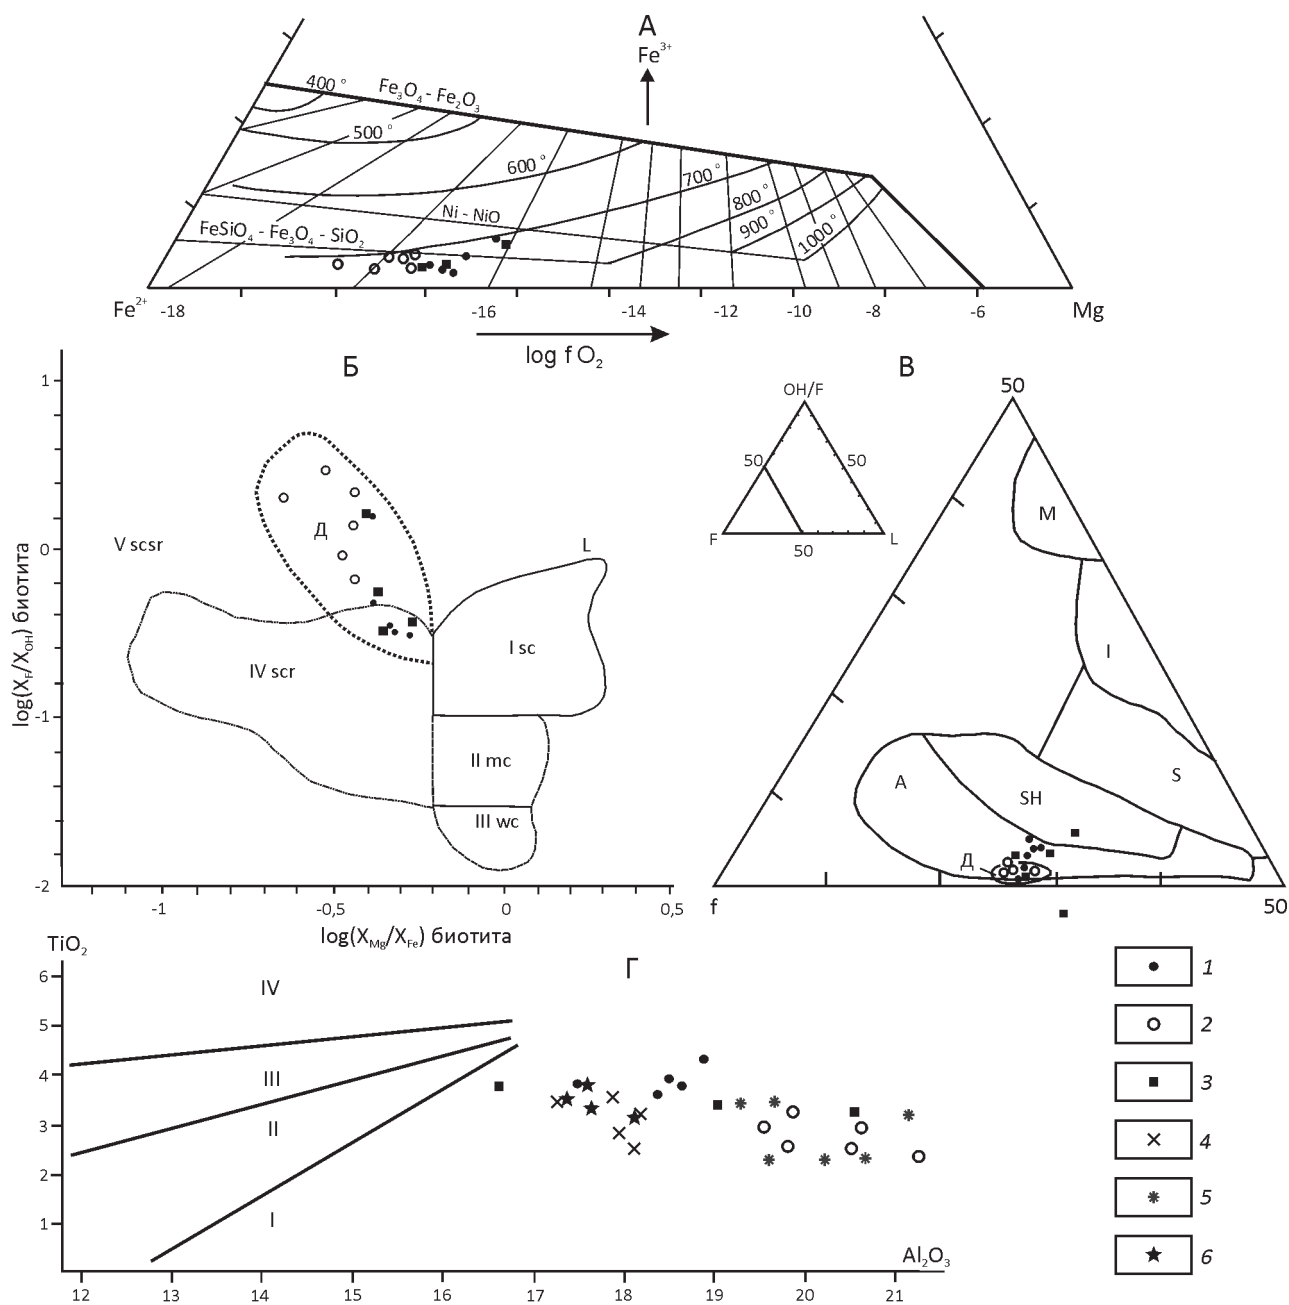 А
Fe³⁺
400 °
Fe₃O₄ - Fe₂O₃
500 °
600 °
700 °
800 °
900 °
1000 °
Ni - NiO
FeSiO₄ - Fe₃O₄ - SiO₂
Fe²⁺
-18
-16
-14
-12
-10
-8
-6
Mg
log f O₂
Б
1
0
-1
-2
log(X_F/X_OH) биотита
V scsr
Д
L
IV scr
I sc
II mc
III wc
-1
-0,5
0
0,5
log(X_Mg/X_Fe) биотита
В
OH/F
50
50
F
50
L
50
M
I
S
A
SH
Д
f
50
Г
TiO₂
6
5
4
3
2
1
IV
III
II
I
Al₂O₃
12
13
14
15
16
17
18
19
20
21
1
2
3
4
5
6